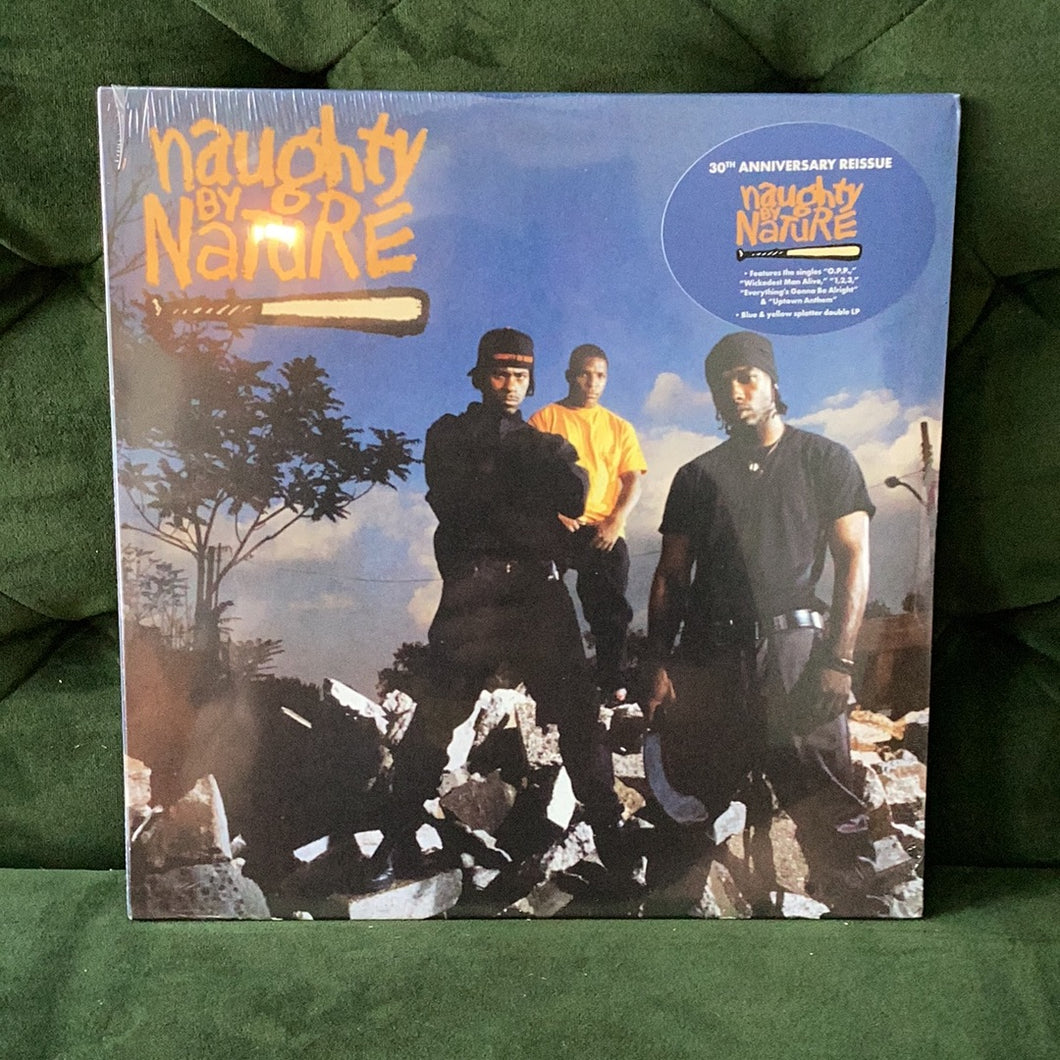 naughty
BY
NaTURE
30TH ANNIVERSARY REISSUE
naughty
BY
NaTURE
• Features the singles "O.P.P.,"
"Wickedest Man Alive," "1,2,3,"
"Everything's Gonna Be Alright"
& "Uptown Anthem"
• Blue & yellow splatter double LP